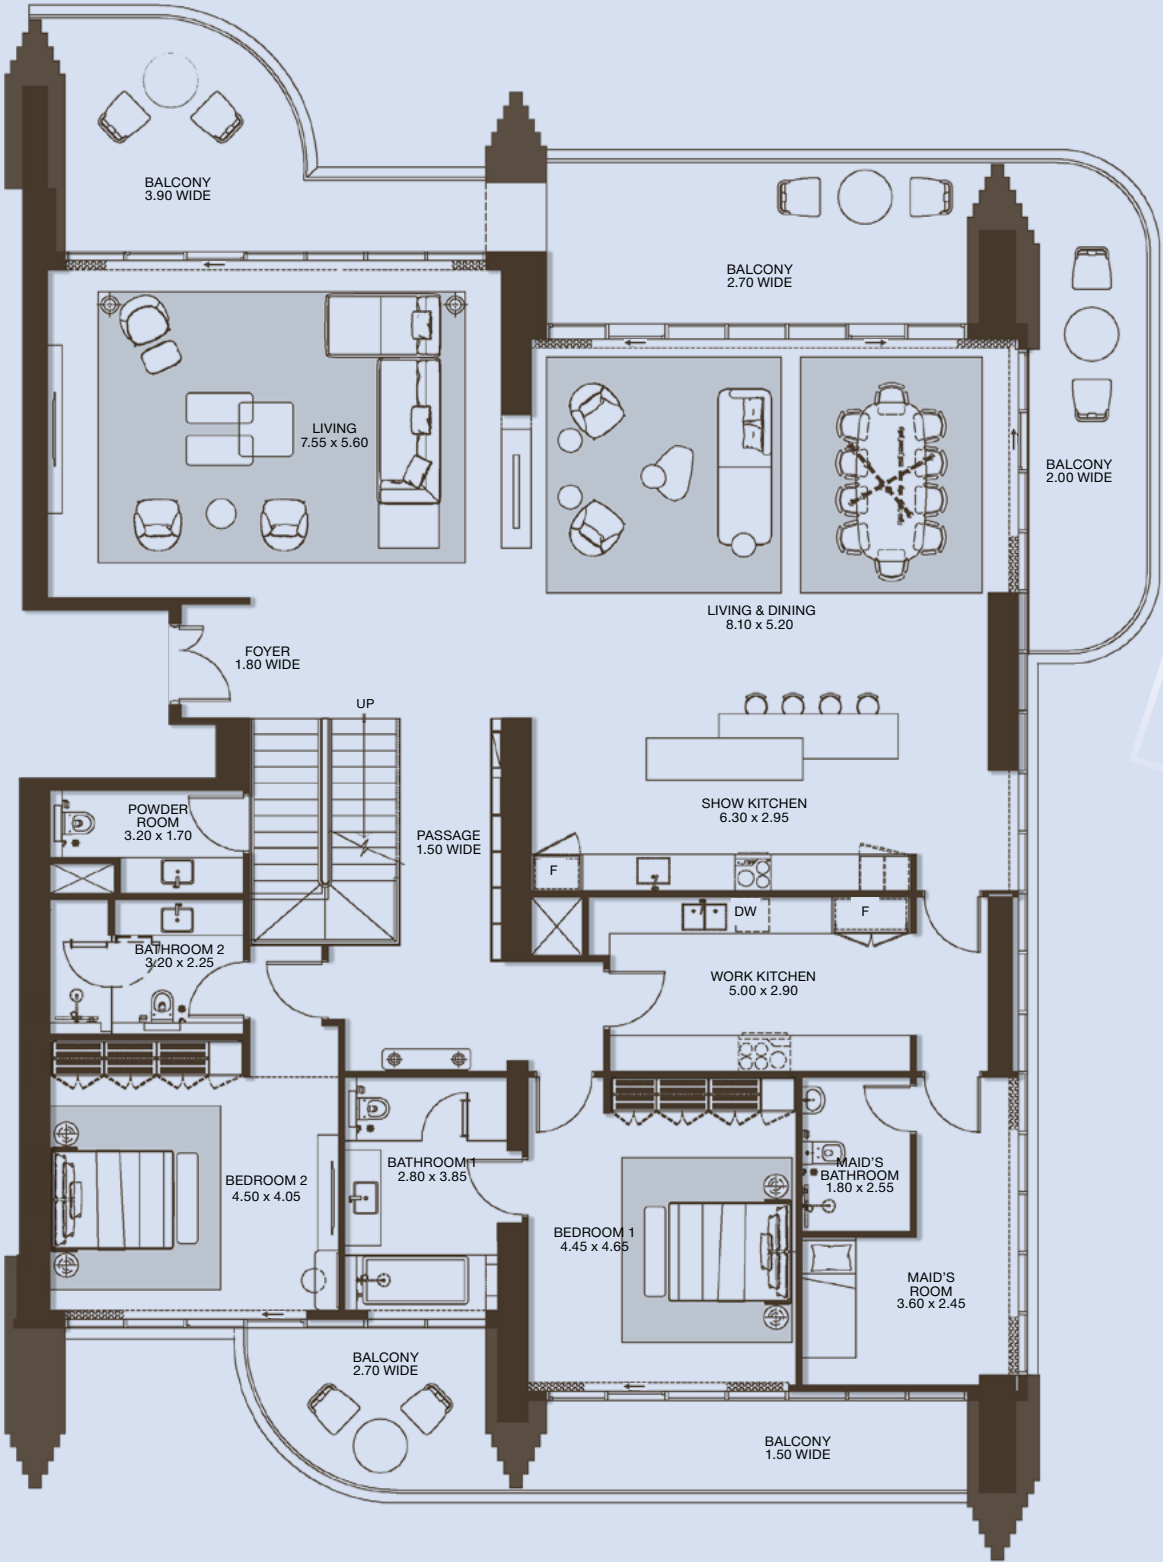 BALCONY
3.90 WIDE
BALCONY
2.70 WIDE
LIVING
7.55 x 5.60
BALCONY
2.00 WIDE
LIVING & DINING
8.10 x 5.20
FOYER
1.80 WIDE
UP
SHOW KITCHEN
6.30 x 2.95
POWDER
ROOM
3.20 x 1.70
PASSAGE
1.50 WIDE
F
DW
F
BATHROOM 2
3.20 x 2.25
WORK KITCHEN
5.00 x 2.90
BATHROOM 1
2.80 x 3.85
MAID'S
BATHROOM
1.80 x 2.55
BEDROOM 2
4.50 x 4.05
BEDROOM 1
4.45 x 4.65
MAID'S
ROOM
3.60 x 2.45
BALCONY
2.70 WIDE
BALCONY
1.50 WIDE